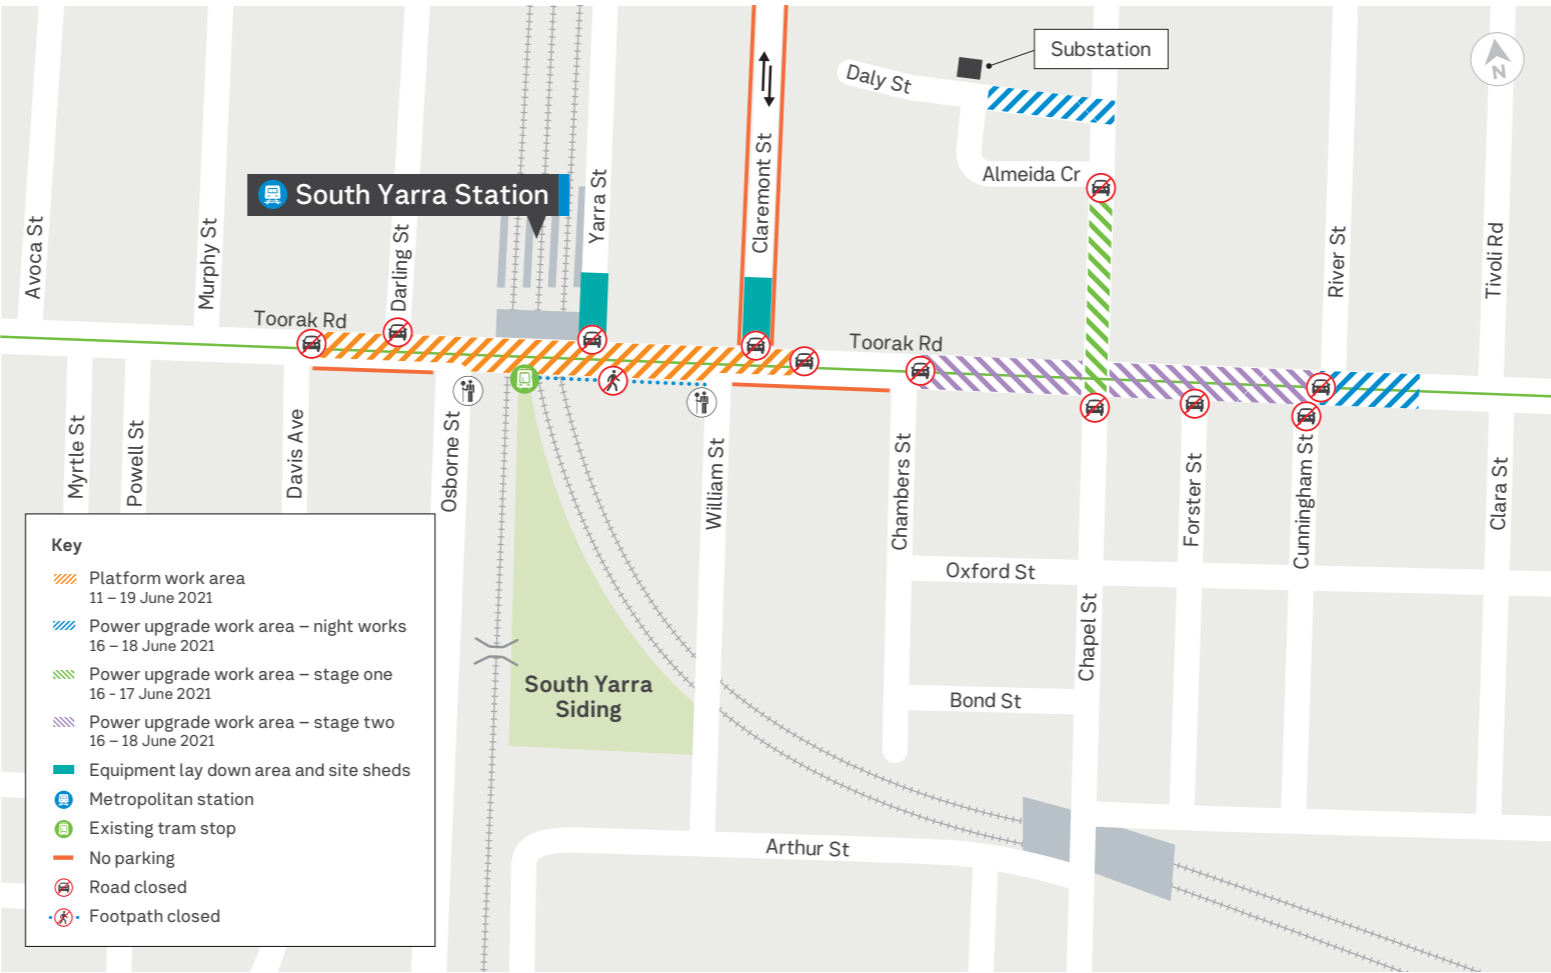 Substation
Daly St
N
Almeida Cr
South Yarra Station
Avoca St
Murphy St
Darling St
Yarra St
Claremont St
River St
Tivoli Rd
Toorak Rd
Toorak Rd
Myrtle St
Powell St
Davis Ave
Osborne St
William St
Chambers St
Forster St
Cunningham St
Clara St
Oxford St
Chapel St
Bond St
South Yarra
Siding
Arthur St
Key
Platform work area
11 – 19 June 2021
Power upgrade work area – night works
16 – 18 June 2021
Power upgrade work area – stage one
16 - 17 June 2021
Power upgrade work area – stage two
16 – 18 June 2021
Equipment lay down area and site sheds
Metropolitan station
Existing tram stop
No parking
Road closed
Footpath closed